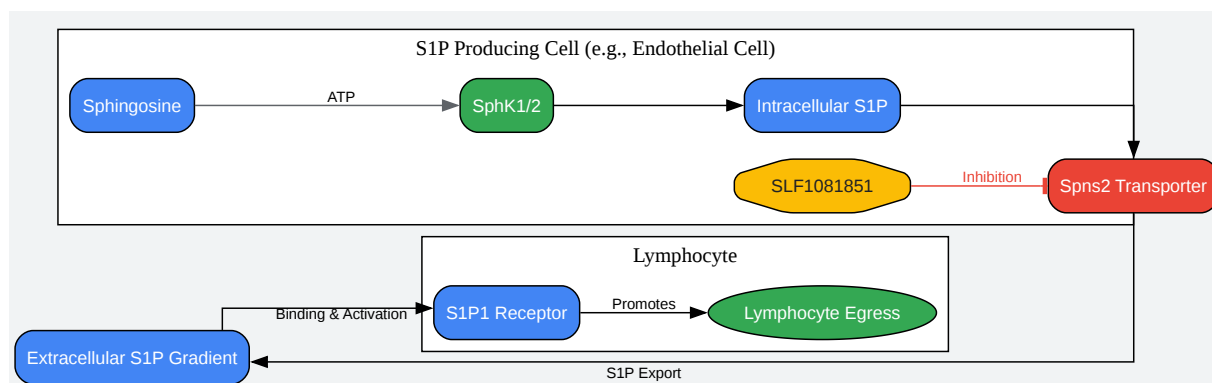 S1P Producing Cell (e.g., Endothelial Cell)
Sphingosine
ATP
SphK1/2
Intracellular S1P
SLF1081851
Inhibition
Spns2 Transporter
Lymphocyte
S1P1 Receptor
Promotes
Lymphocyte Egress
Binding & Activation
Extracellular S1P Gradient
S1P Export